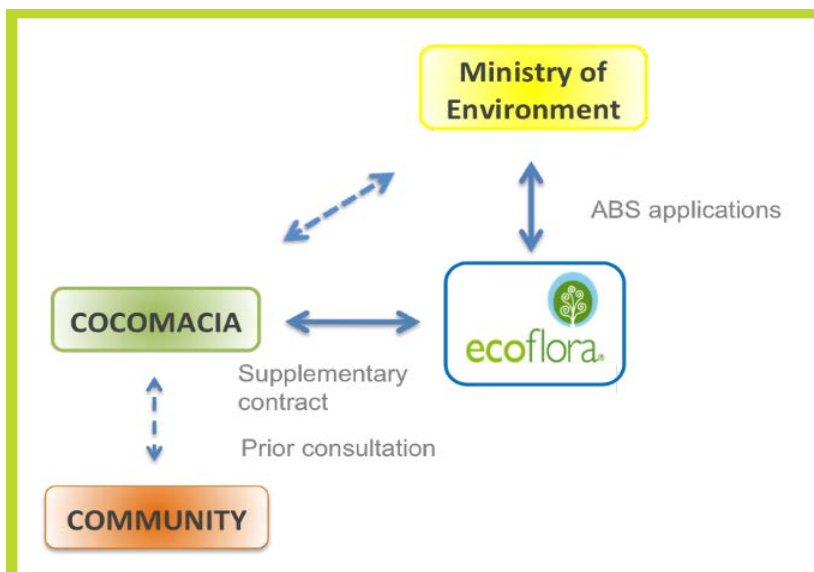 Ministry of
Environment
ABS applications
COCOMACIA
ecoflora®
Supplementary
contract
Prior consultation
COMMUNITY